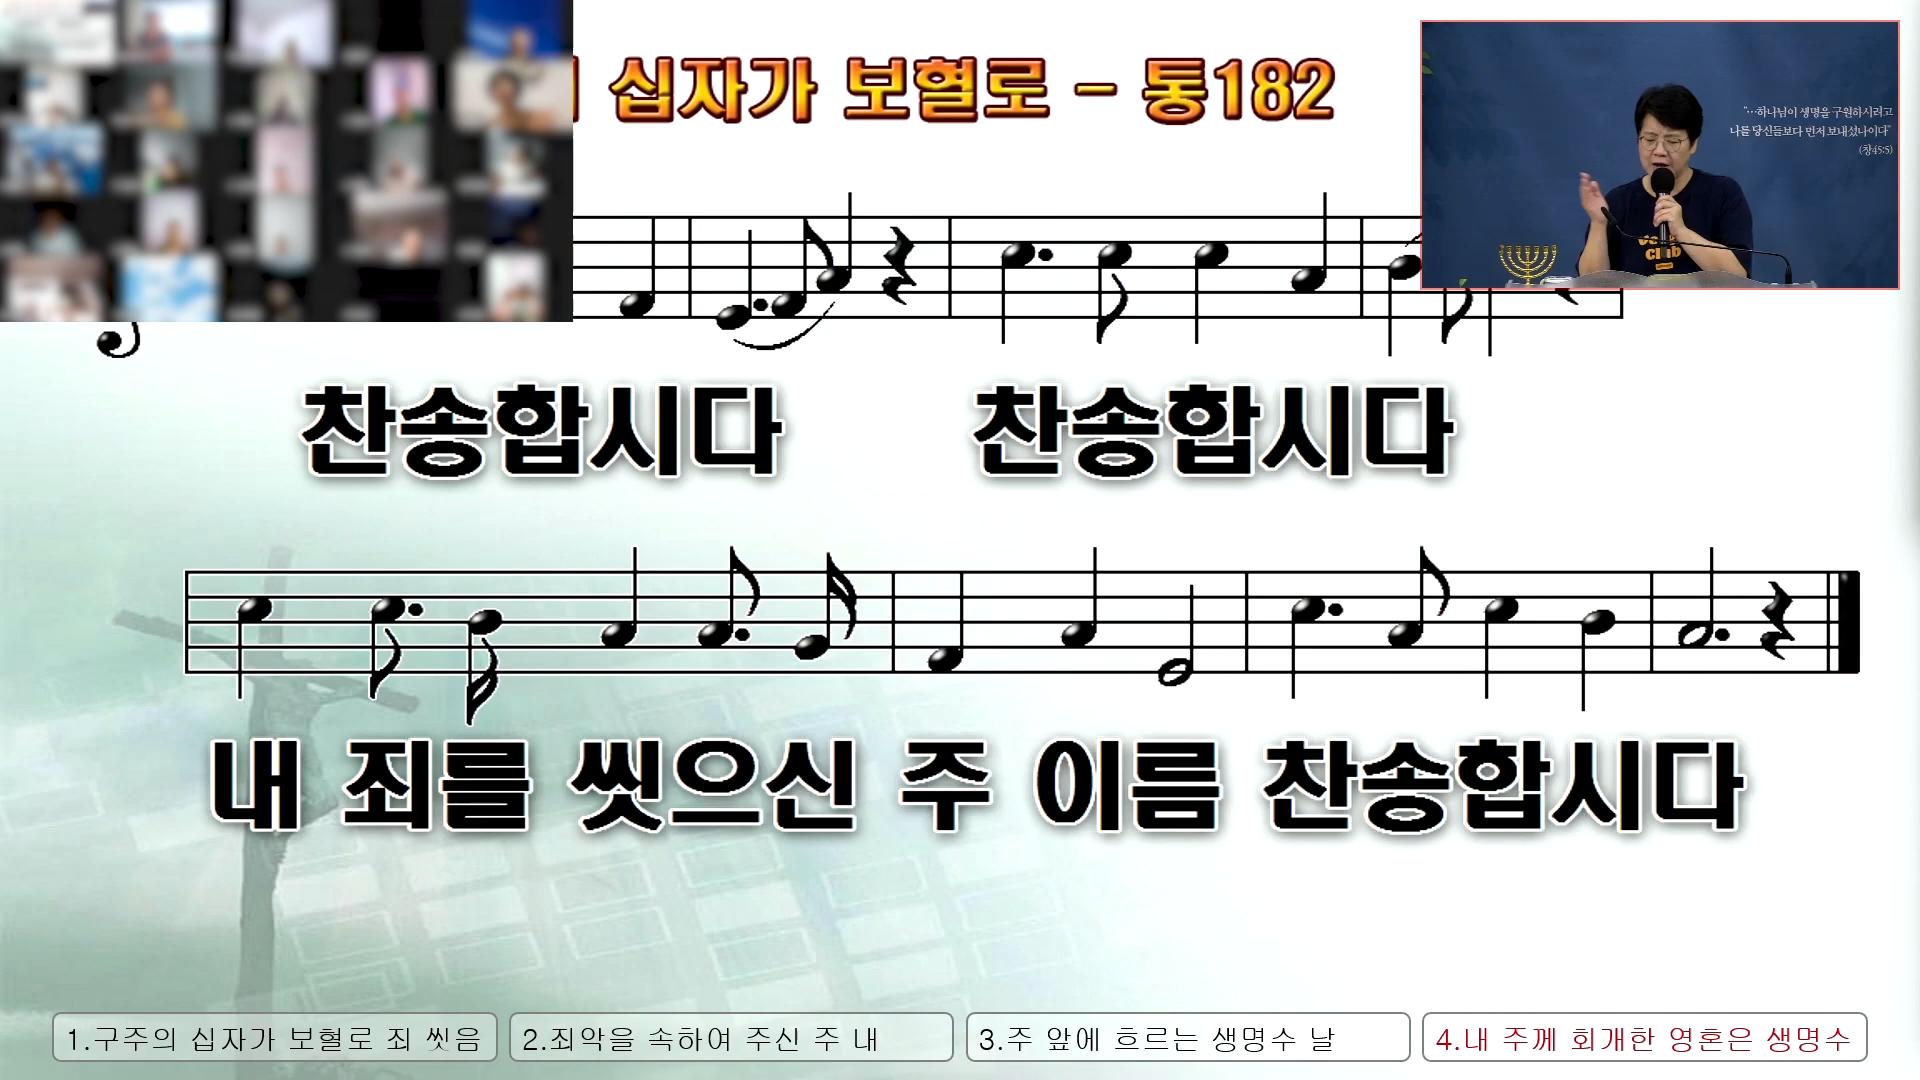 십자가 보혈로 - 통182
"…하나님이 생명을 구원하시려고
나를 당신들보다 먼저 보내셨나이다"
(창45:5)
찬송합시다 찬송합시다
내 죄를 씻으신 주 이름 찬송합시다
1.구주의 십자가 보혈로 죄 씻음
2.죄악을 속하여 주신 주 내
3.주 앞에 흐르는 생명수 날
4.내 주께 회개한 영혼은 생명수